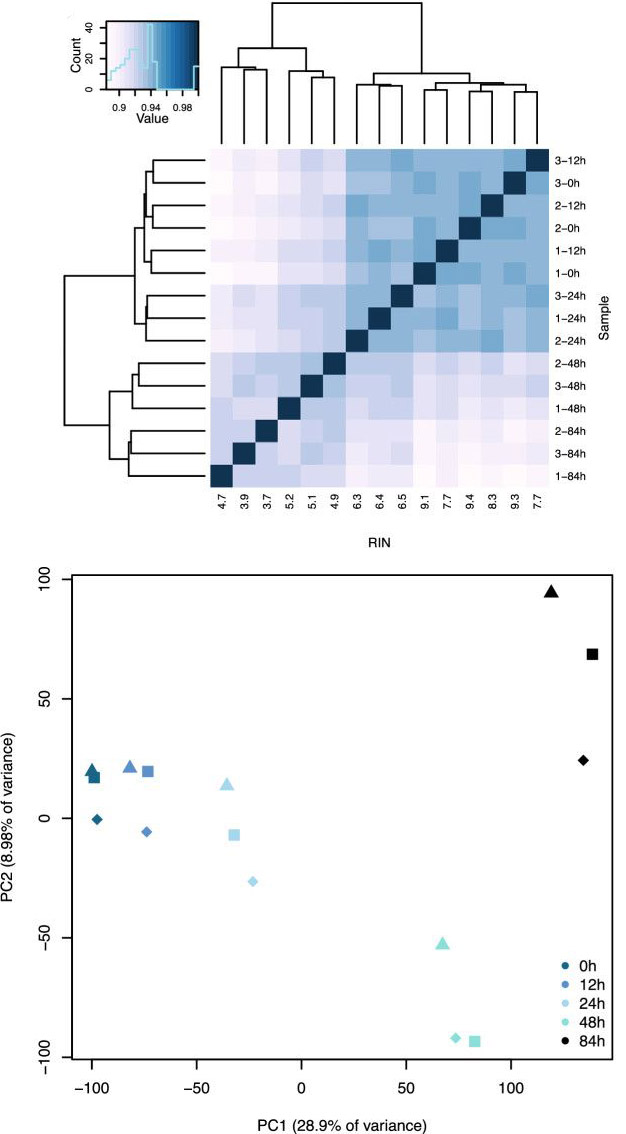 Count
0 20 40
0.9 0.94 0.98
Value
3−12h
3−0h
2−12h
2−0h
1−12h
1−0h
3−24h
1−24h
2−24h
2−48h
3−48h
1−48h
2−84h
3−84h
1−84h
Sample
4.7 3.9 3.7 5.2 5.1 4.9 6.3 6.4 6.5 9.1 7.7 9.4 8.3 9.3 7.7
RIN
100
50
0
−50
−100
PC2 (8.98% of variance)
0h
12h
24h
48h
84h
−100 −50 0 50 100
PC1 (28.9% of variance)